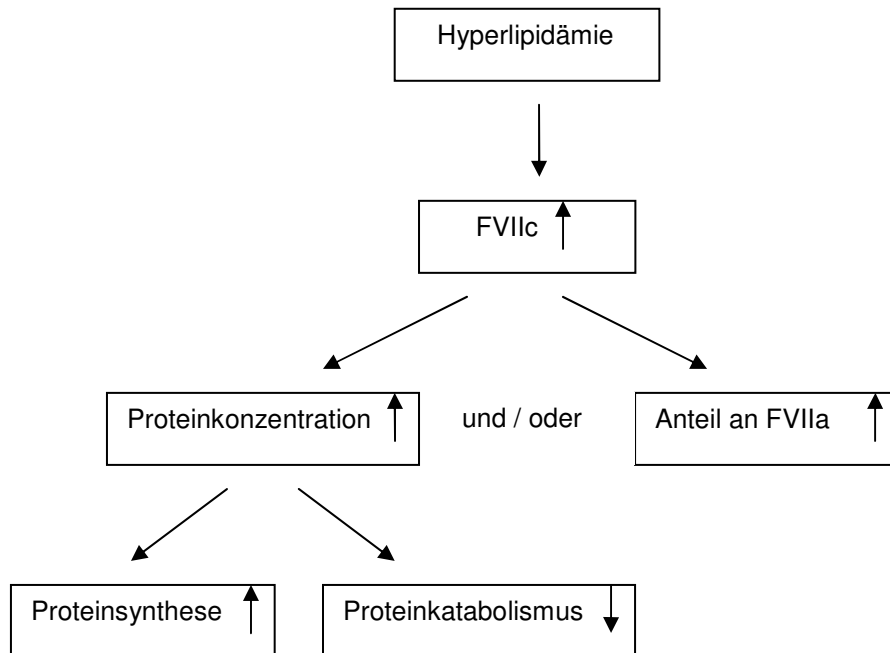 Hyperlipidämie
FVIIc
Proteinkonzentration und / oder Anteil an FVIIa
Proteinsynthese Proteinkatabolismus